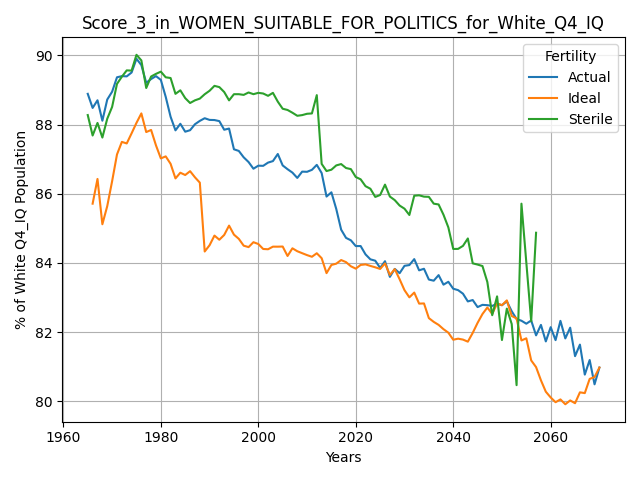 Score_3_in_WOMEN_SUITABLE_FOR_POLITICS_for_White_Q4_IQ
Fertility
Actual
Ideal
Sterile
% of White Q4_IQ Population
90
88
86
84
82
80
1960 1980 2000 2020 2040 2060
Years